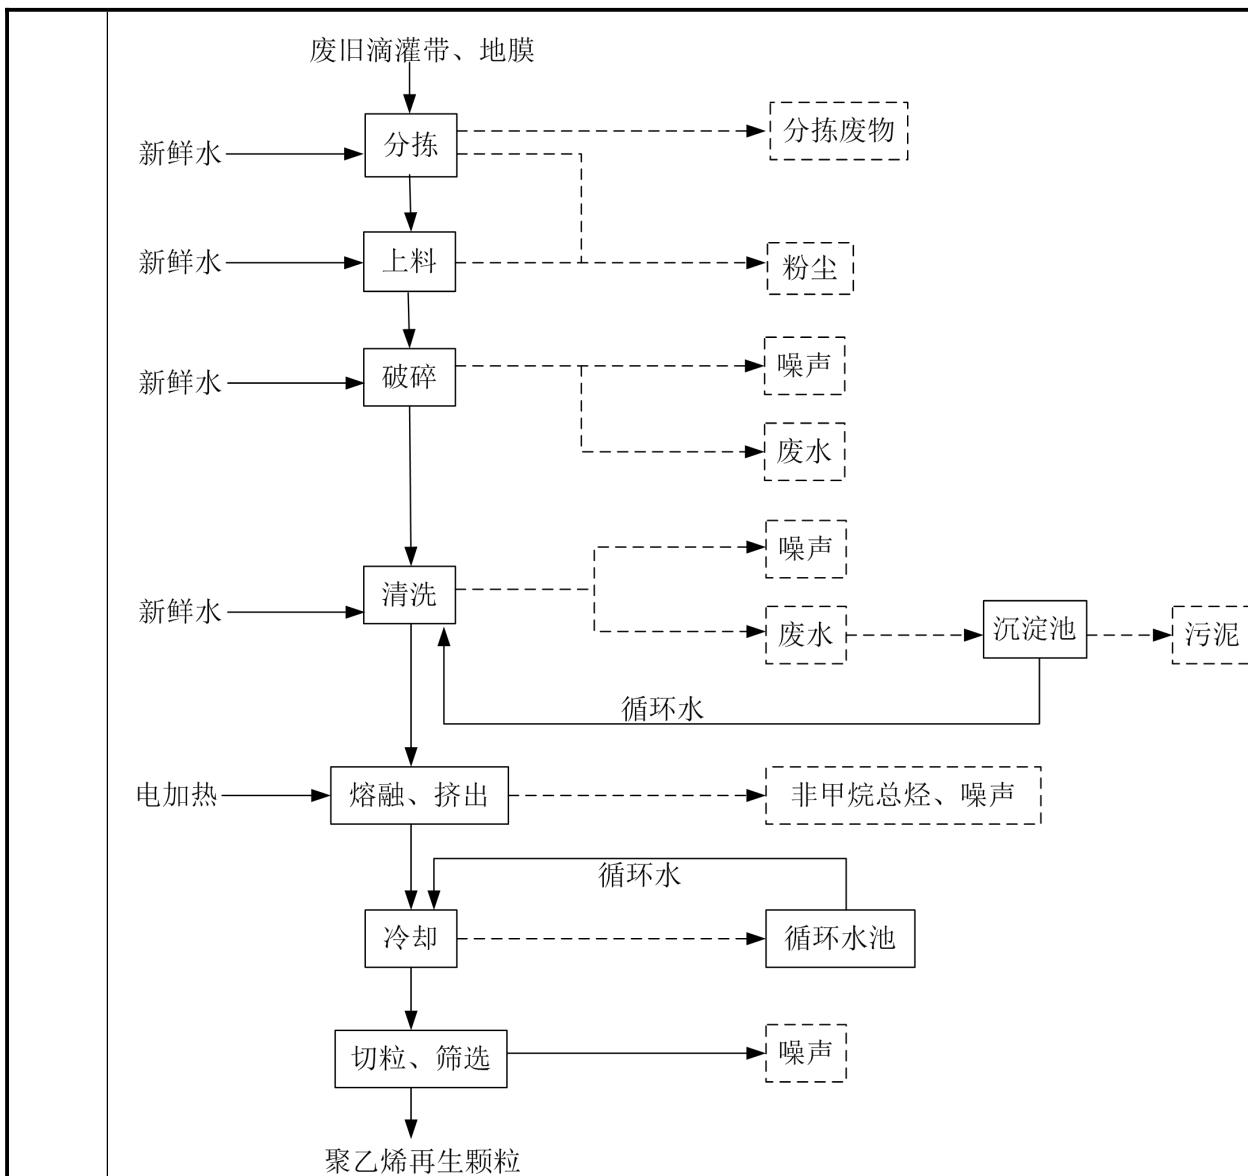 废旧滴灌带、地膜
新鲜水
分拣
分拣废物
新鲜水
上料
粉尘
新鲜水
破碎
噪声
废水
噪声
新鲜水
清洗
废水
沉淀池
污泥
循环水
电加热
熔融、挤出
非甲烷总烃、噪声
循环水
冷却
循环水池
切粒、筛选
噪声
聚乙烯再生颗粒